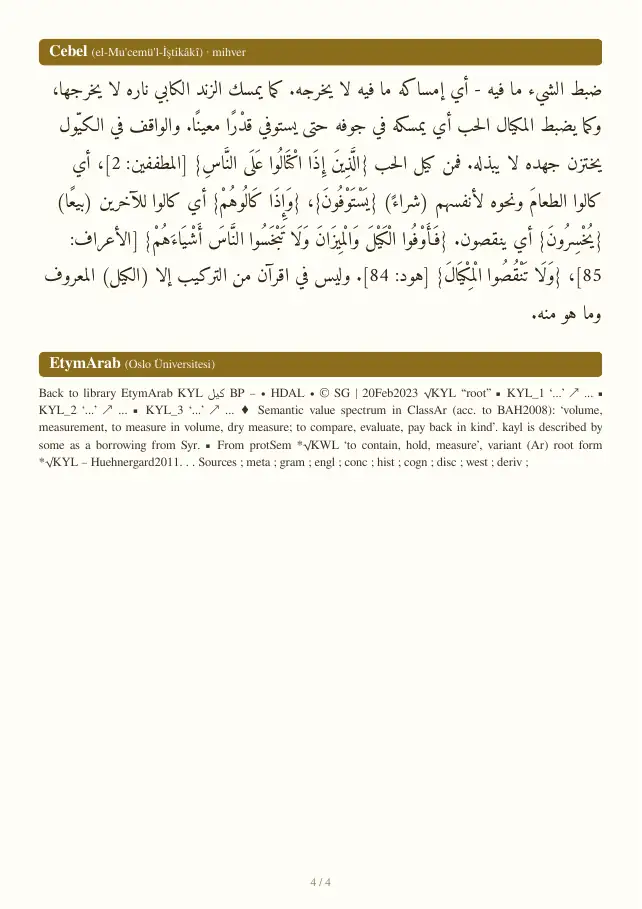 Cebel (el-Mu'cemü'l-İştikâkî) · mihver
ضبط الشيء ما فيه - أي إمساكه ما فيه لا يخرجه. كما يمسك الزند الكابي ناره لا يخرجها،
وكما يضبط المكيال الحب أي يمسكه في جوفه حتى يستوفي قدْرًا معينًا. والواقف في الكيّول
يختزن جهده لا يبذله. فمن كيل الحب {الَّذِينَ إِذَا اكْتَالُوا عَلَى النَّاسِ} [المطففين: 2]، أي
كالوا الطعامَ ونحوه لأنفسهم (شراءً) {يَسْتَوْفُونَ}، {وَإِذَا كَالُوهُمْ} أي كالوا للآخرين (بيعًا)
{يُخْسِرُونَ} أي ينقصون. {فَأَوْفُوا الْكَيْلَ وَالْمِيزَانَ وَلَا تَبْخَسُوا النَّاسَ أَشْيَاءَهُمْ} [الأعراف:
85]، {وَلَا تَنْقُصُوا الْمِكْيَالَ} [هود: 84]. وليس في اقرآن من التركيب إلا (الكيل) المعروف
وما هو منه.
EtymArab (Oslo Üniversitesi)
Back to library EtymArab KYL كيل BP – • HDAL • © SG | 20Feb2023 √KYL “root” ▪ KYL_1 ‘...’ ↗ ... ▪
KYL_2 ‘...’ ↗ ... ▪ KYL_3 ‘...’ ↗ ... ♦ Semantic value spectrum in ClassAr (acc. to BAH2008): ‘volume,
measurement, to measure in volume, dry measure; to compare, evaluate, pay back in kind’. kayl is described by
some as a borrowing from Syr. ▪ From protSem *√KWL ‘to contain, hold, measure’, variant (Ar) root form
*√KYL – Huehnergard2011. . . Sources ; meta ; gram ; engl ; conc ; hist ; cogn ; disc ; west ; deriv ;
4 / 4